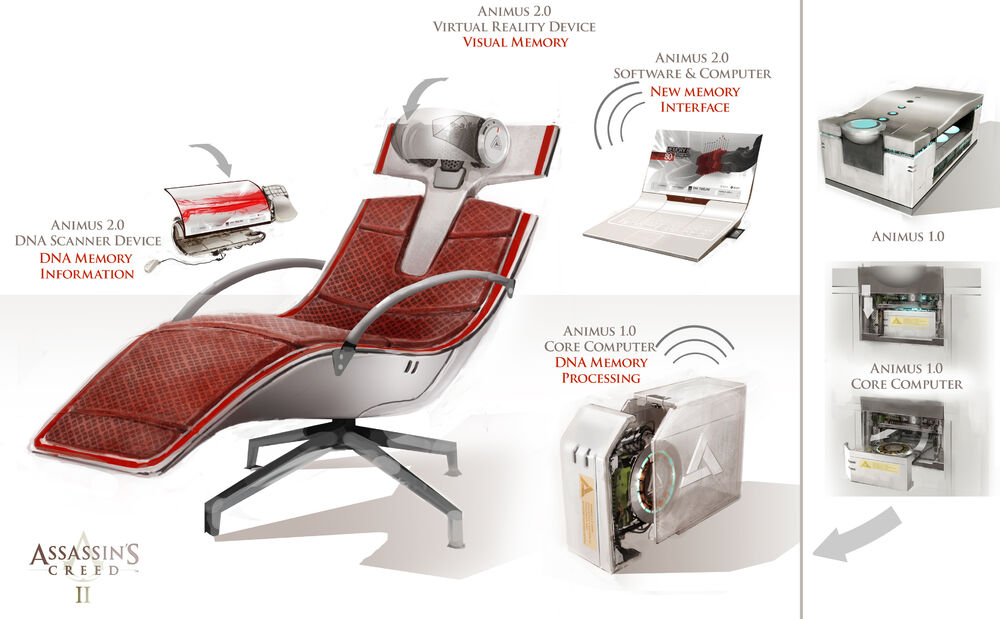 Animus 2.0
Virtual Reality Device
Visual Memory
Animus 2.0
Software & Computer
New memory
Interface
Animus 2.0
DNA Scanner Device
DNA Memory
Information
Animus 1.0
Animus 1.0
Core Computer
DNA Memory
Processing
Animus 1.0
Core Computer
Assassin's
Creed ™
II